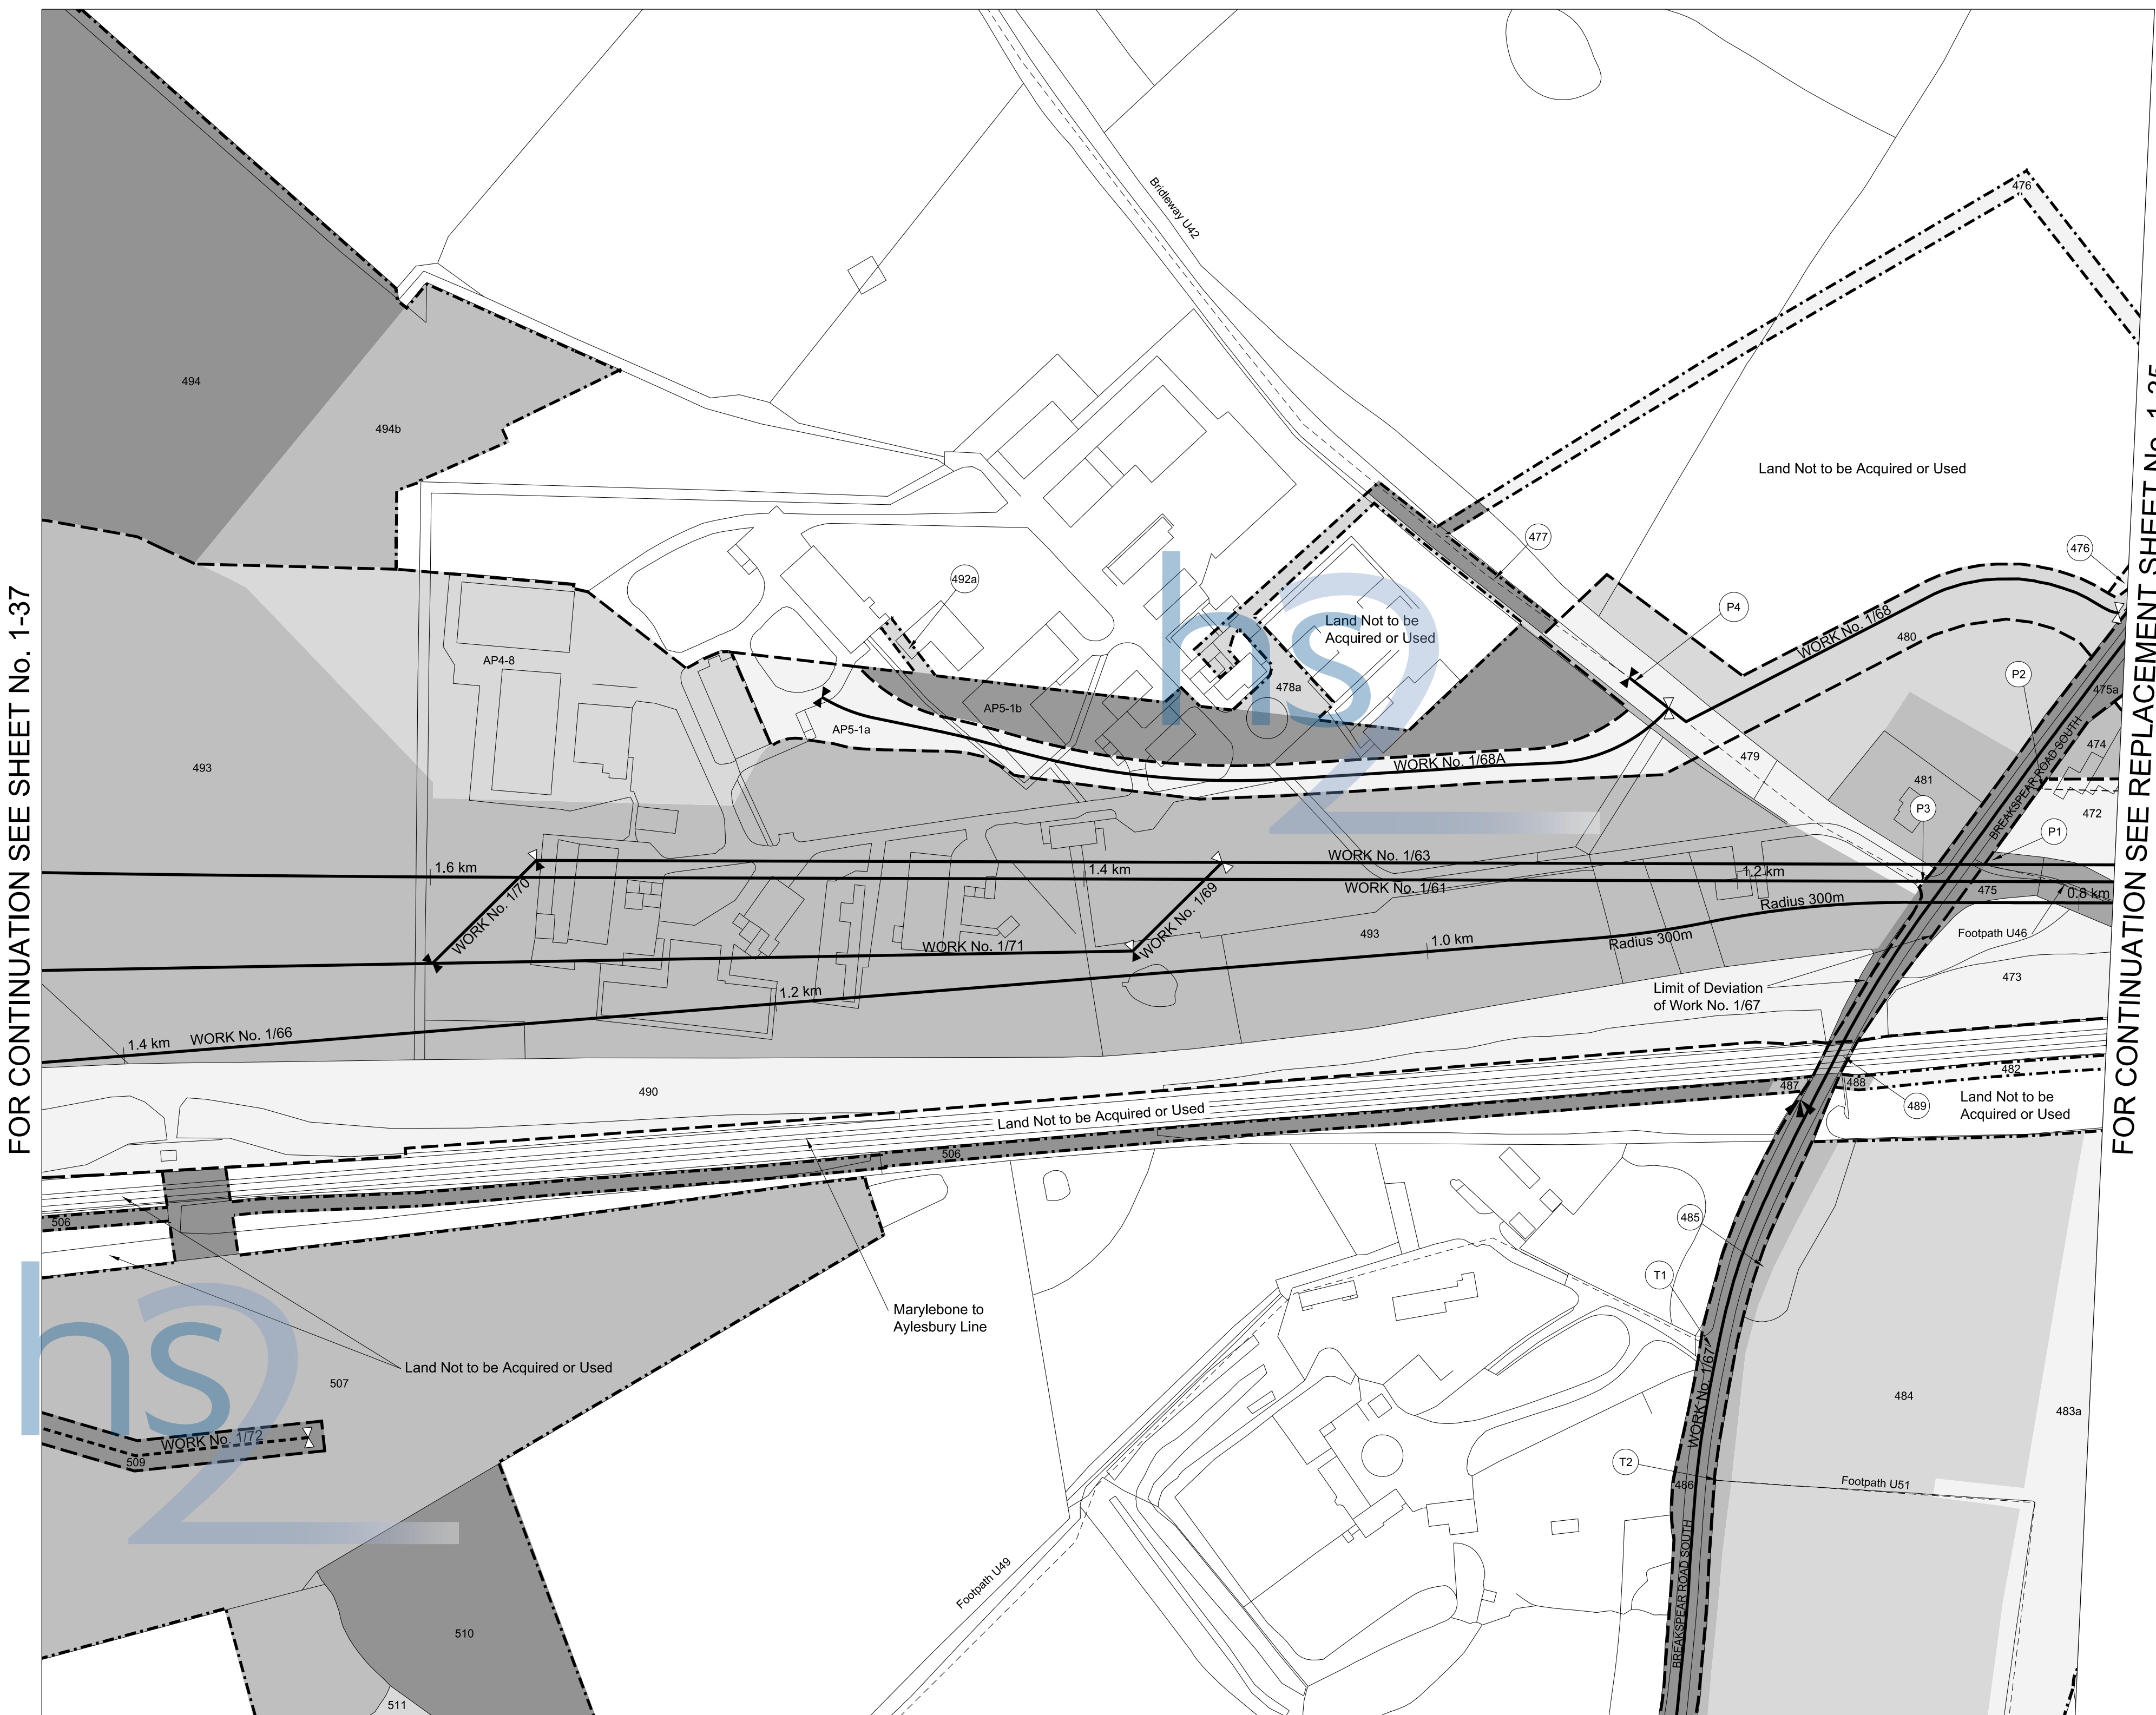 FOR CONTINUATION SEE SHEET No. 1-37
FOR CONTINUATION SEE REPLACEMENT SHEET No. 1-35
476
Bridleway U42
494
494b
Land Not to be Acquired or Used
477
476
492a
Land Not to be
Acquired or Used
P4
WORK No. 1/68
480
AP4-8
P2
478a
475a
AP5-1b
AP5-1a
BREAKSPEAR ROAD SOUTH
474
479
WORK No. 1/68A
493
481
P3
472
P1
WORK No. 1/63
1.6 km
1.4 km
1.2 km
WORK No. 1/61
475
0.8 km
WORK No. 1/70
WORK No. 1/69
Radius 300m
493
Footpath U46
WORK No. 1/71
1.0 km
Radius 300m
473
1.2 km
Limit of Deviation
of Work No. 1/67
1.4 km
WORK No. 1/66
490
487
488
482
Land Not to be
Acquired or Used
489
Land Not to be Acquired or Used
506
506
485
T1
Marylebone to
Aylesbury Line
Land Not to be Acquired or Used
507
WORK No. 1/67
484
483a
WORK No. 1/72
509
T2
486
Footpath U51
Footpath U49
BREAKSPEAR ROAD SOUTH
510
511
hs2
hs2